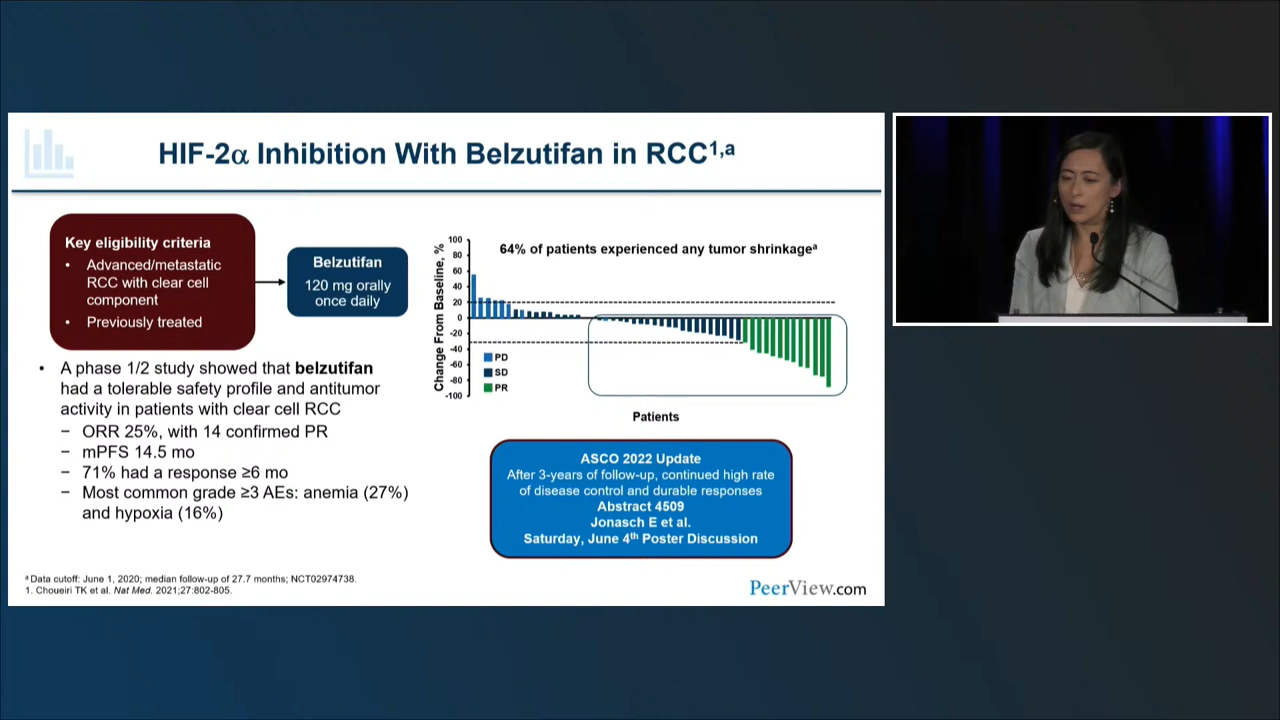 HIF-2α Inhibition With Belzutifan in RCC1,a
Key eligibility criteria
• Advanced/metastatic
RCC with clear cell
component
• Previously treated
Belzutifan
120 mg orally
once daily
• A phase 1/2 study showed that belzutifan
had a tolerable safety profile and antitumor
activity in patients with clear cell RCC
− ORR 25%, with 14 confirmed PR
− mPFS 14.5 mo
− 71% had a response ≥6 mo
− Most common grade ≥3 AEs: anemia (27%)
and hypoxia (16%)
64% of patients experienced any tumor shrinkagea
Change From Baseline, %
100
80
60
40
20
0
-20
-40
-60
-80
-100
PD
SD
PR
Patients
ASCO 2022 Update
After 3-years of follow-up, continued high rate
of disease control and durable responses
Abstract 4509
Jonasch E et al.
Saturday, June 4th Poster Discussion
a Data cutoff: June 1, 2020; median follow-up of 27.7 months; NCT02974738.
1. Choueiri TK et al. Nat Med. 2021;27:802-805.
PeerView.com